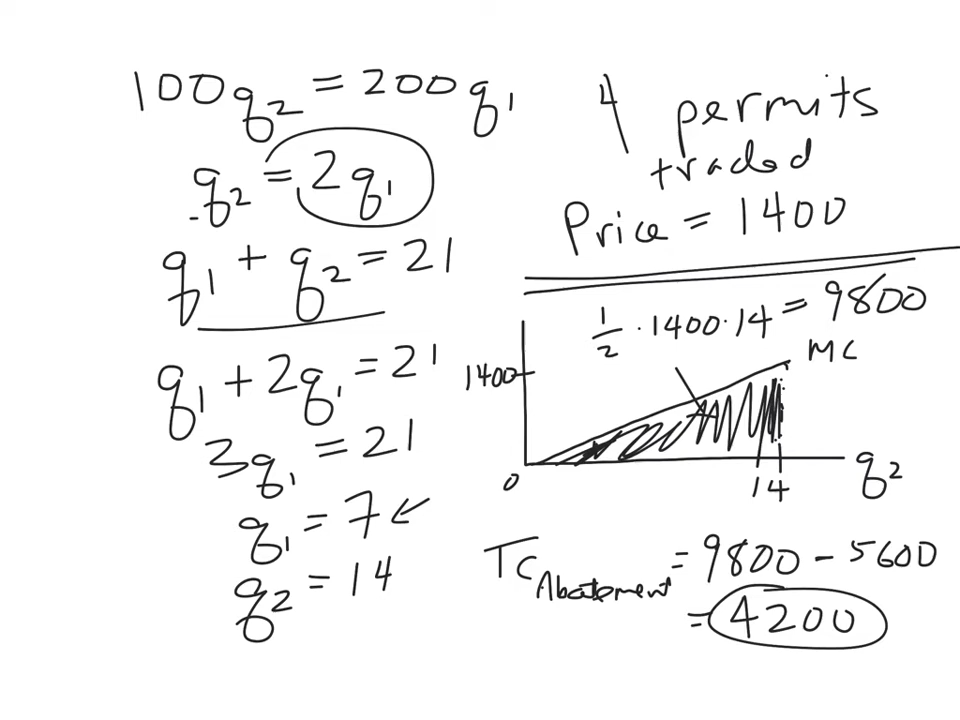 100q2 = 200q1
q2 = 2q1
q1 + q2 = 21
q1 + 2q1 = 21
3q1 = 21
q1 = 7 ←
q2 = 14
4 permits
traded
Price = 1400
1/2 · 1400 · 14 = 9800
MC
1400
0
14
q2
TC Abatement = 9800 - 5600
= 4200